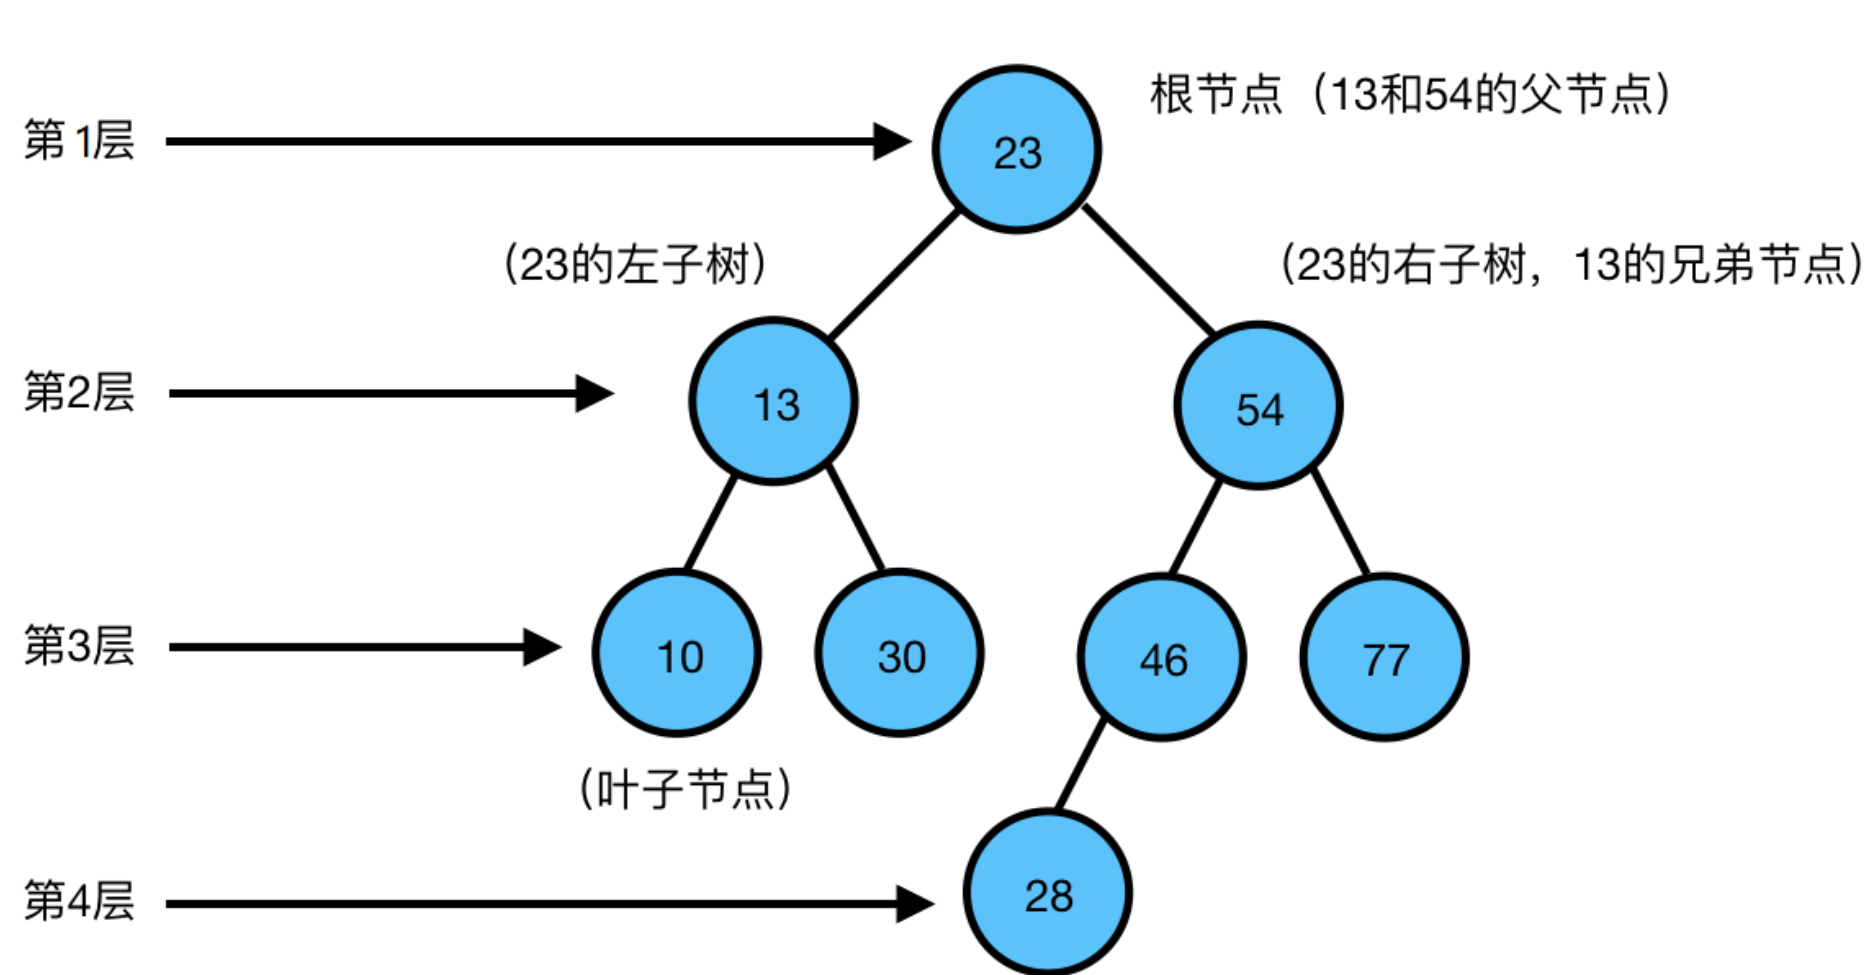 根节点（13和54的父节点）
第1层
23
（23的左子树）
（23的右子树，13的兄弟节点）
第2层
13
54
第3层
10
30
46
77
（叶子节点）
第4层
28